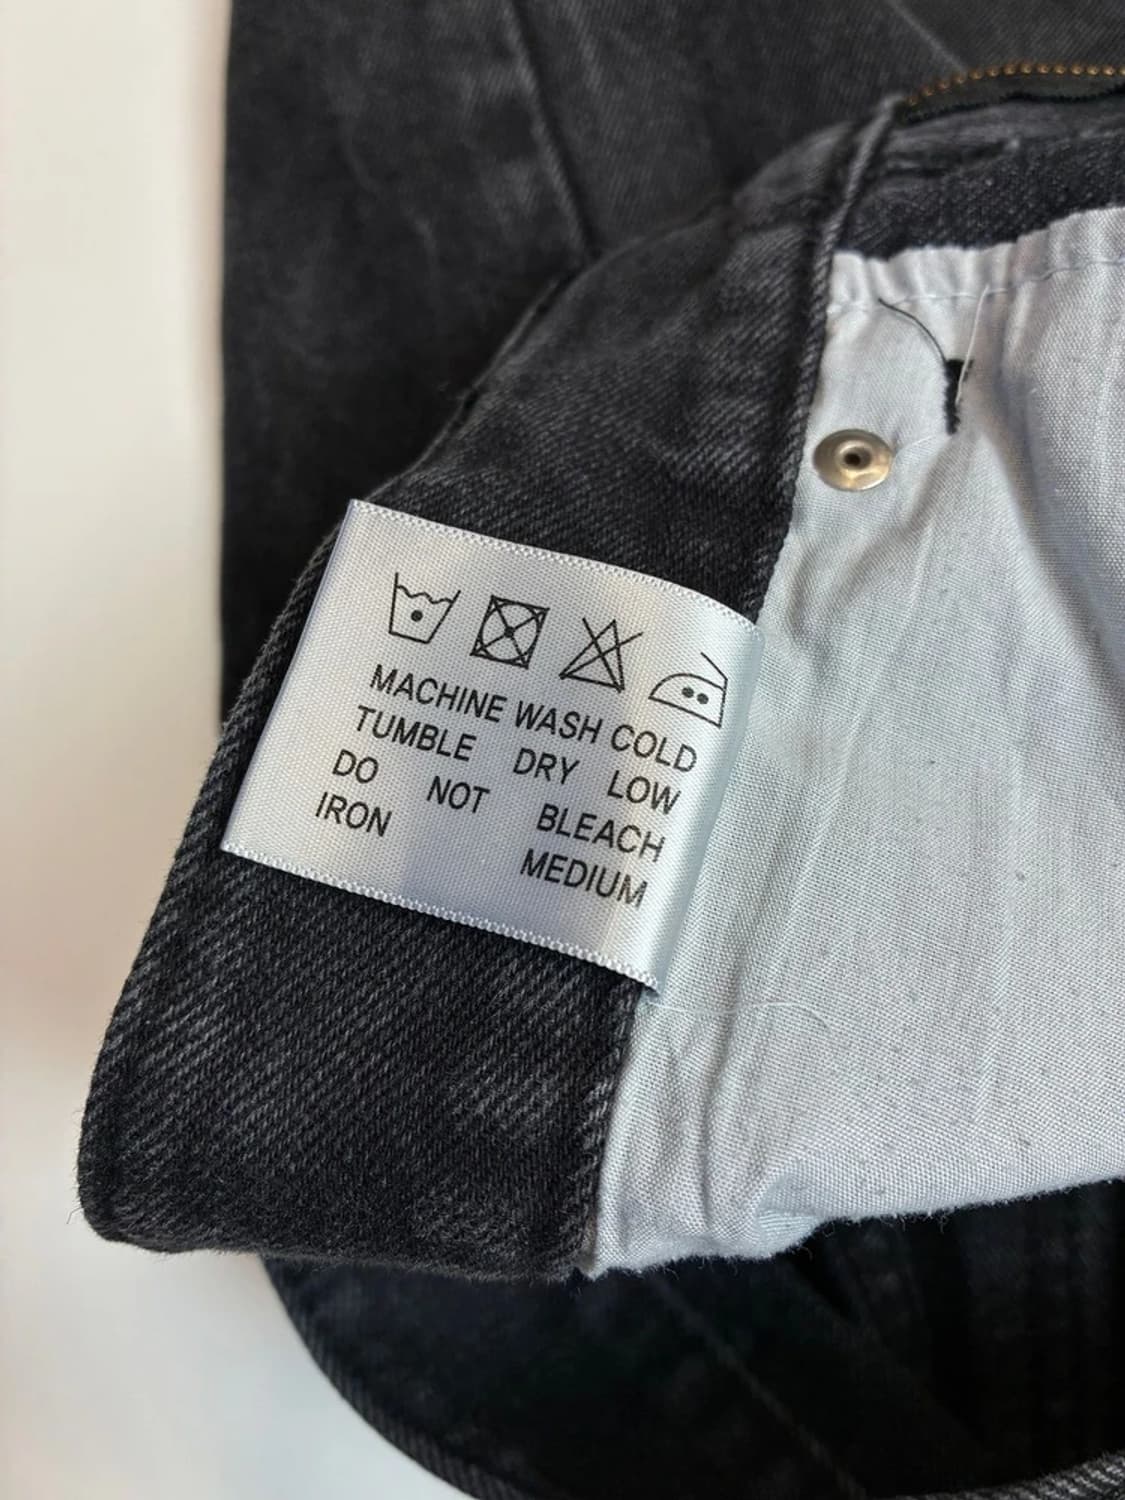 MACHINE WASH COLD
TUMBLE DRY LOW
DO NOT BLEACH
IRON MEDIUM